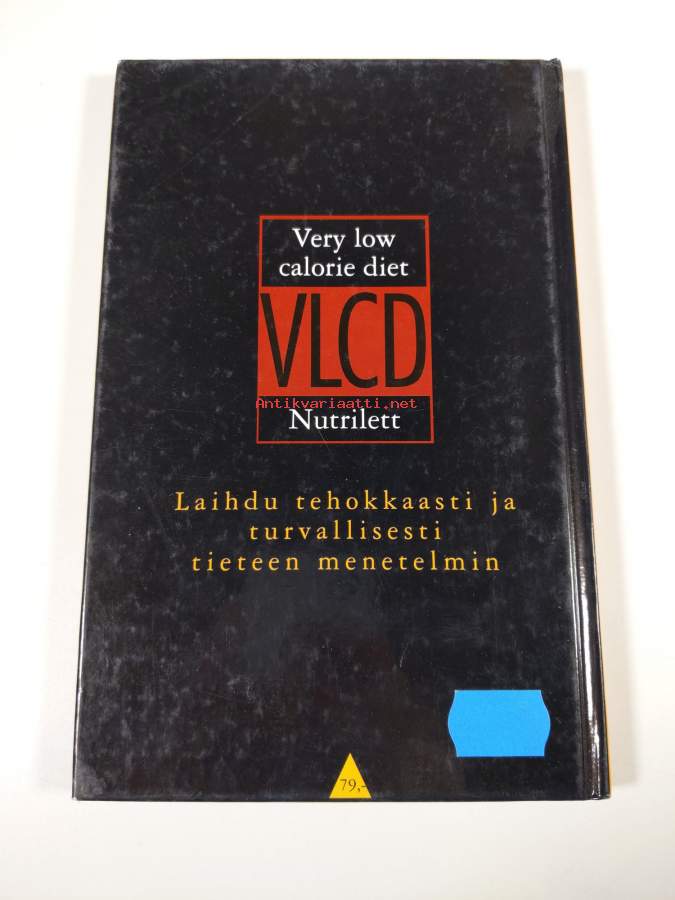 Very low
calorie diet
VLCD
Antikvariaatti.net
Nutrilett
Laihdu tehokkaasti ja
turvallisesti
tieteen menetelmin
79,-